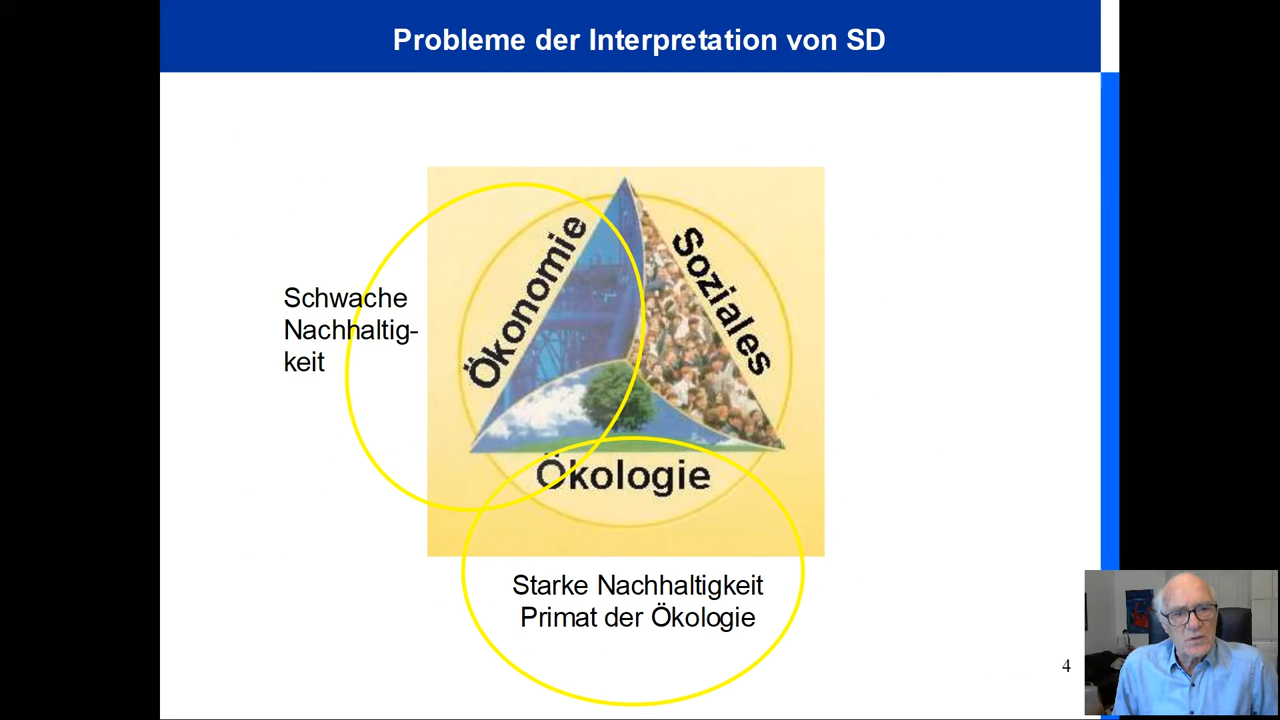 Probleme der Interpretation von SD
Ökonomie
Soziales
Schwache
Nachhaltig-
keit
Ökologie
Starke Nachhaltigkeit
Primat der Ökologie
4